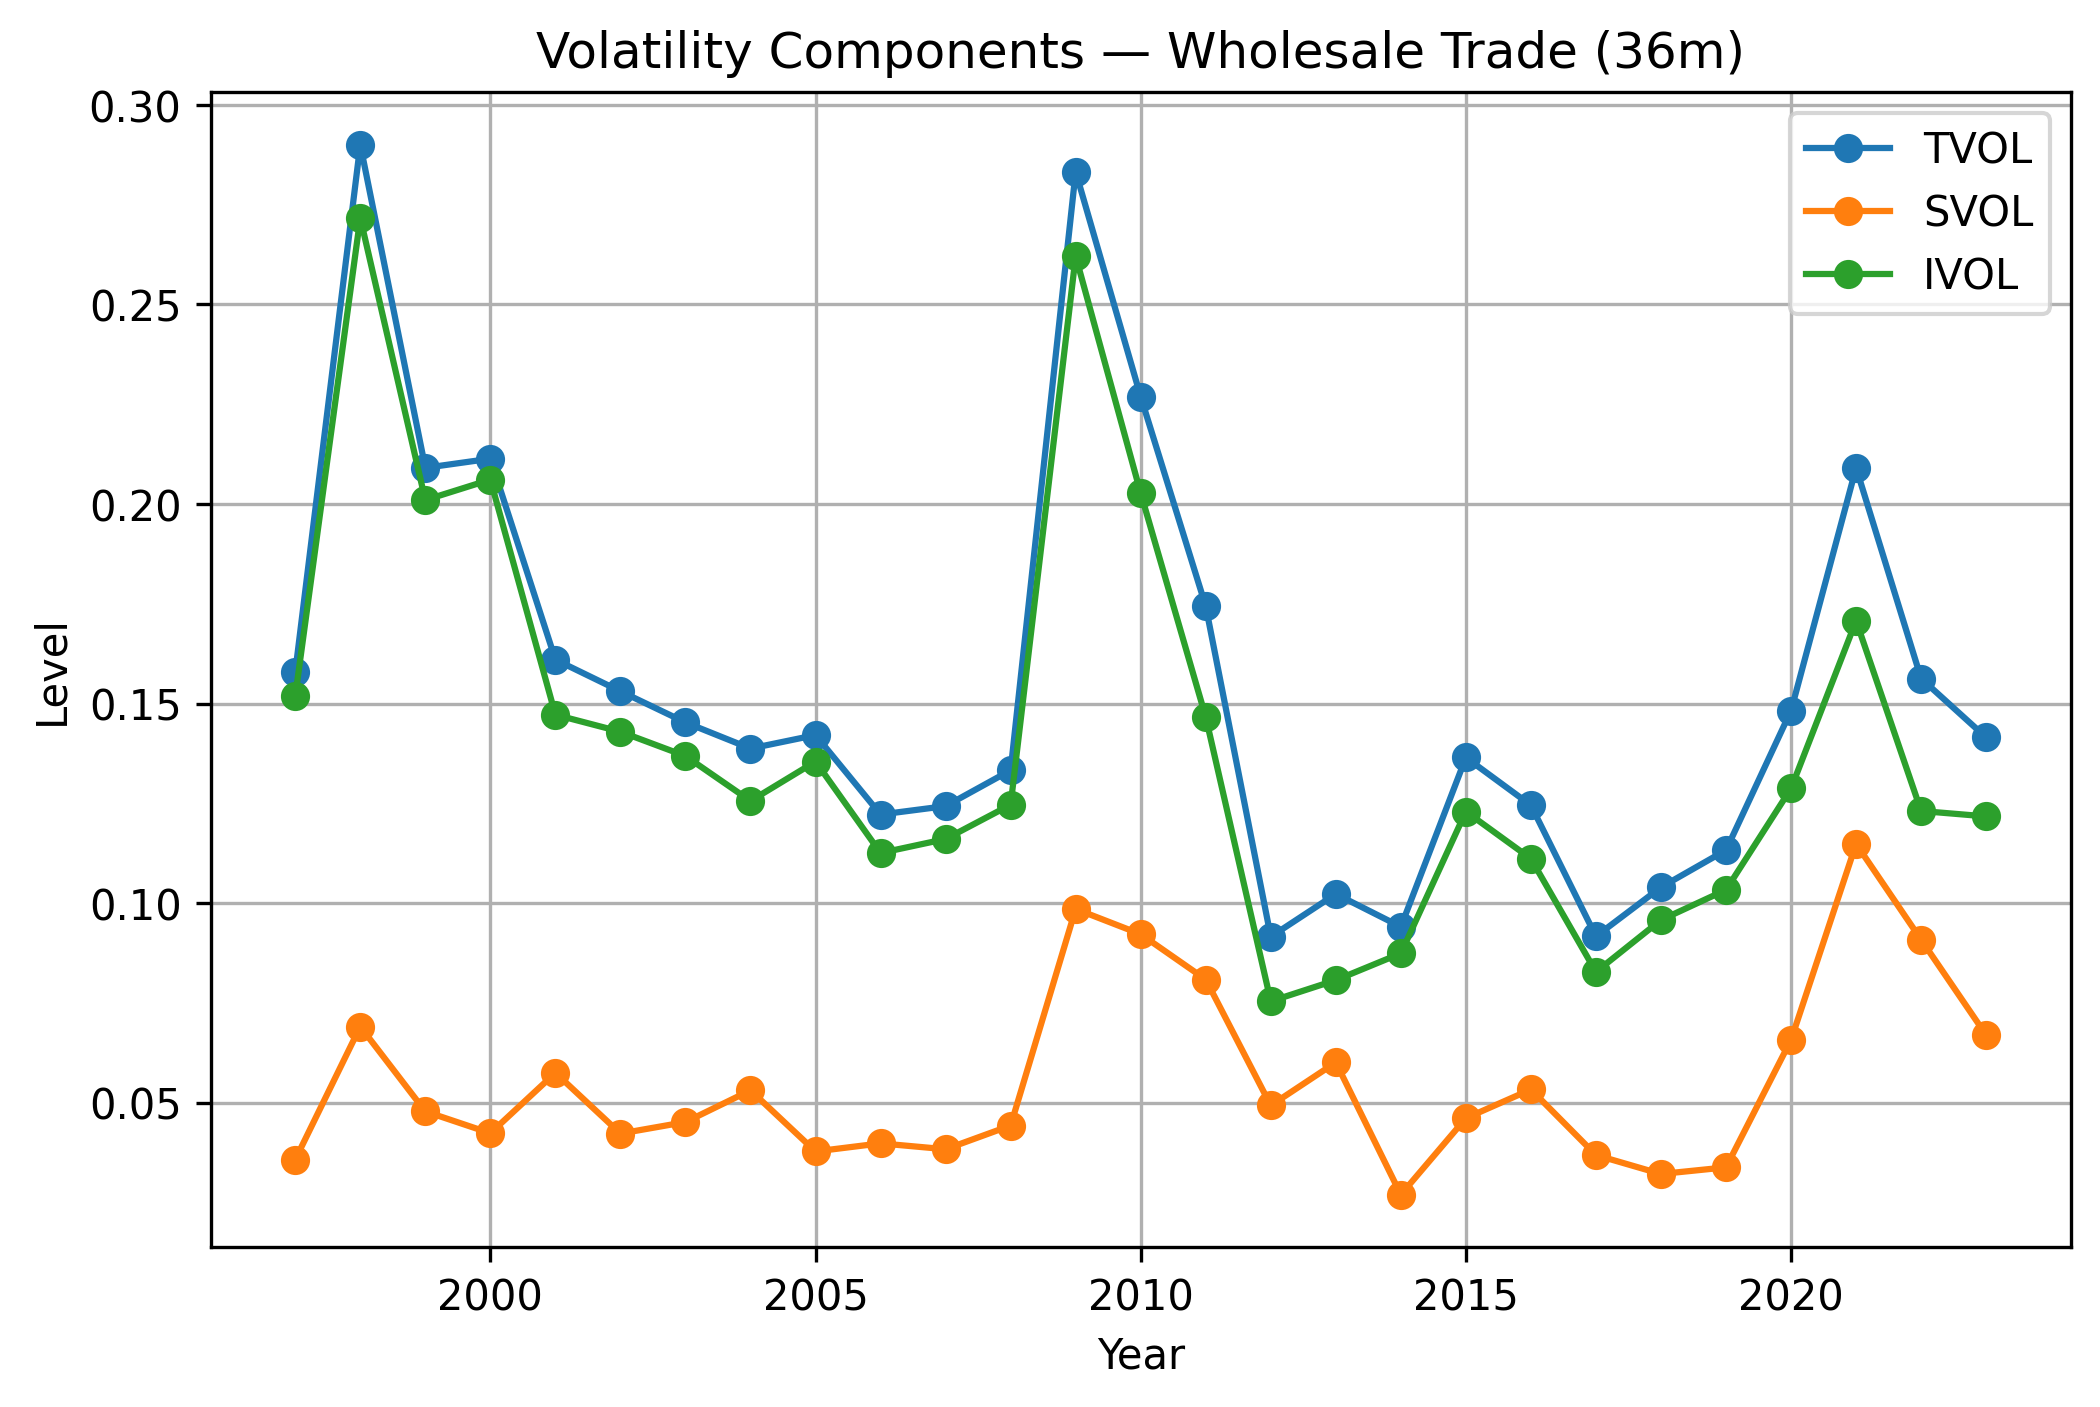 Volatility Components — Wholesale Trade (36m)
TVOL
SVOL
IVOL
0.30
0.25
0.20
0.15
0.10
0.05
Level
2000 2005 2010 2015 2020
Year